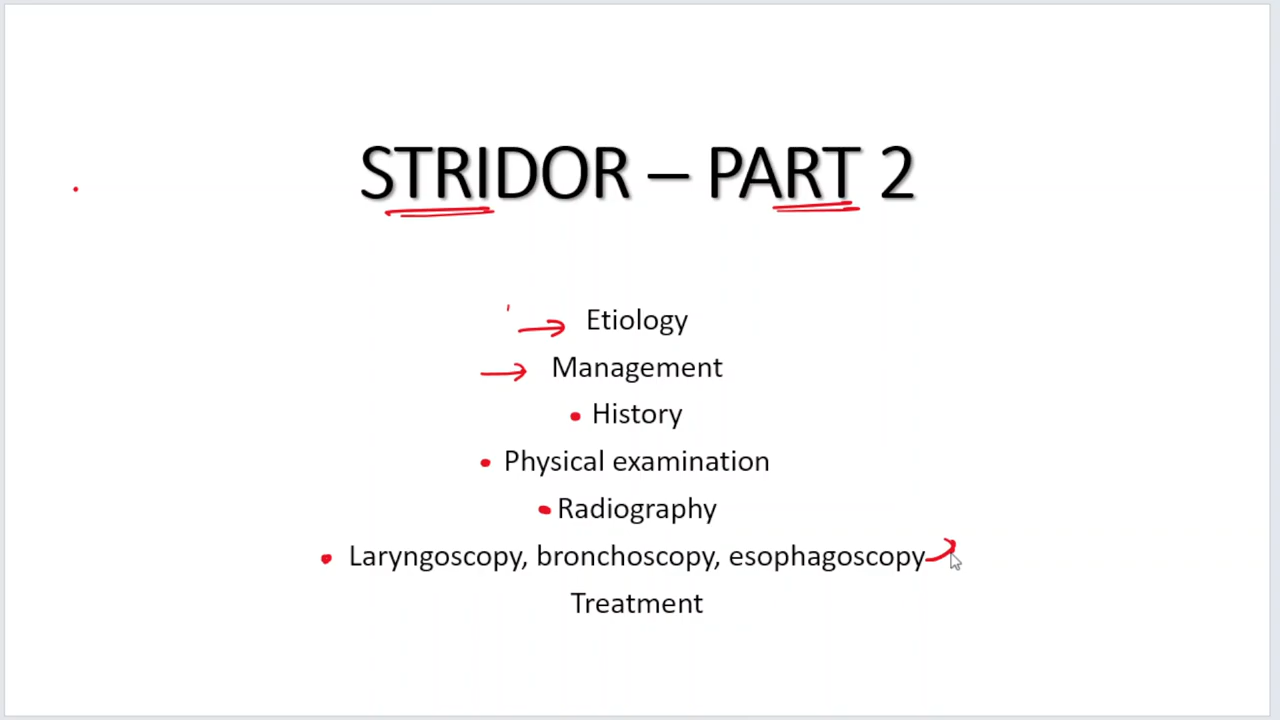 STRIDOR – PART 2
Etiology
Management
History
Physical examination
Radiography
Laryngoscopy, bronchoscopy, esophagoscopy
Treatment